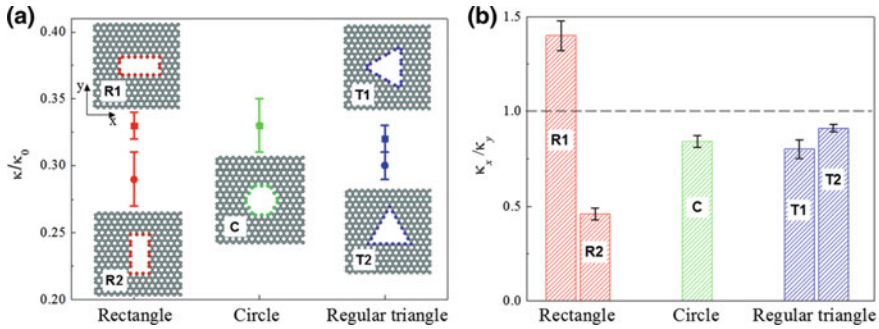 (a)
0.40
0.35
0.30
0.25
0.20
κ/κ₀
R1
y
x
R2
C
T1
T2
Rectangle Circle Regular triangle
(b)
1.5
1.0
0.5
0.0
κₓ/κᵧ
R1
R2
C
T1
T2
Rectangle Circle Regular triangle